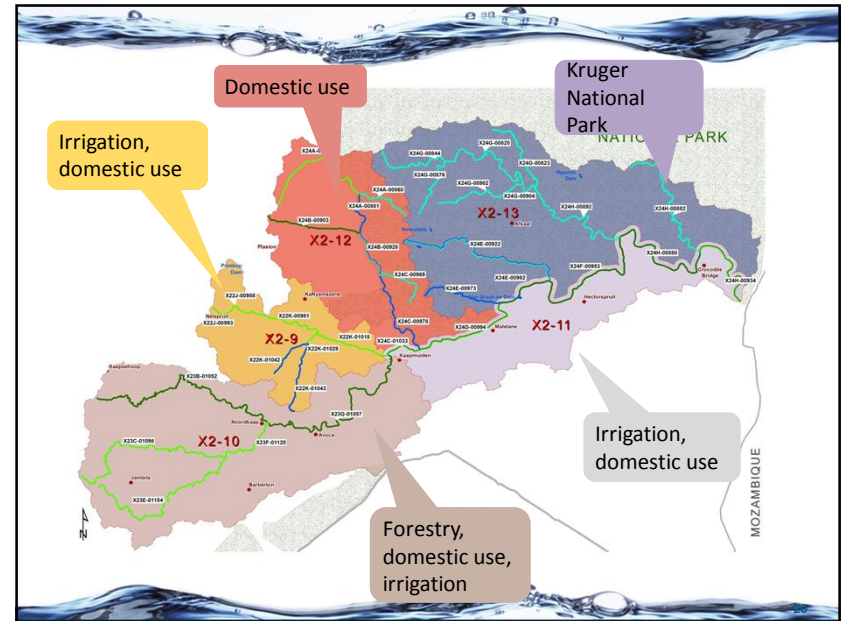 Domestic use
Kruger
National
Park
Irrigation,
domestic use
PARK
X24G-00844
X24G-00820
X24G-00823
X24G-00876
X24A-00860
X24G-00902
X24G-00904
X24A-00881
X24H-00892
X24H-00882
X2-13
X24B-00903
X2-12
X24B-00928
X24E-00922
X24F-00953
X24H-00880
Crocodile
Bridge
X24H-00934
X24C-00969
X24E-00982
X24E-00973
Hectorspruit
X22J-00958
Nelspruit
X22J-00993
X22K-00981
X24C-00978
X24D-00994
Malelane
X2-11
X22K-01018
X24C-01033
X2-9
X22K-01029
X22K-01042
X22K-01043
Kaapmuiden
Kaapsehoop
X23B-01052
Noordkaap
X23G-01057
Avoca
X2-10
X23C-01098
X23F-01120
Jambila
X23E-01154
Barberton
Irrigation,
domestic use
Forestry,
domestic use,
irrigation
MOZAMBIQUE
N